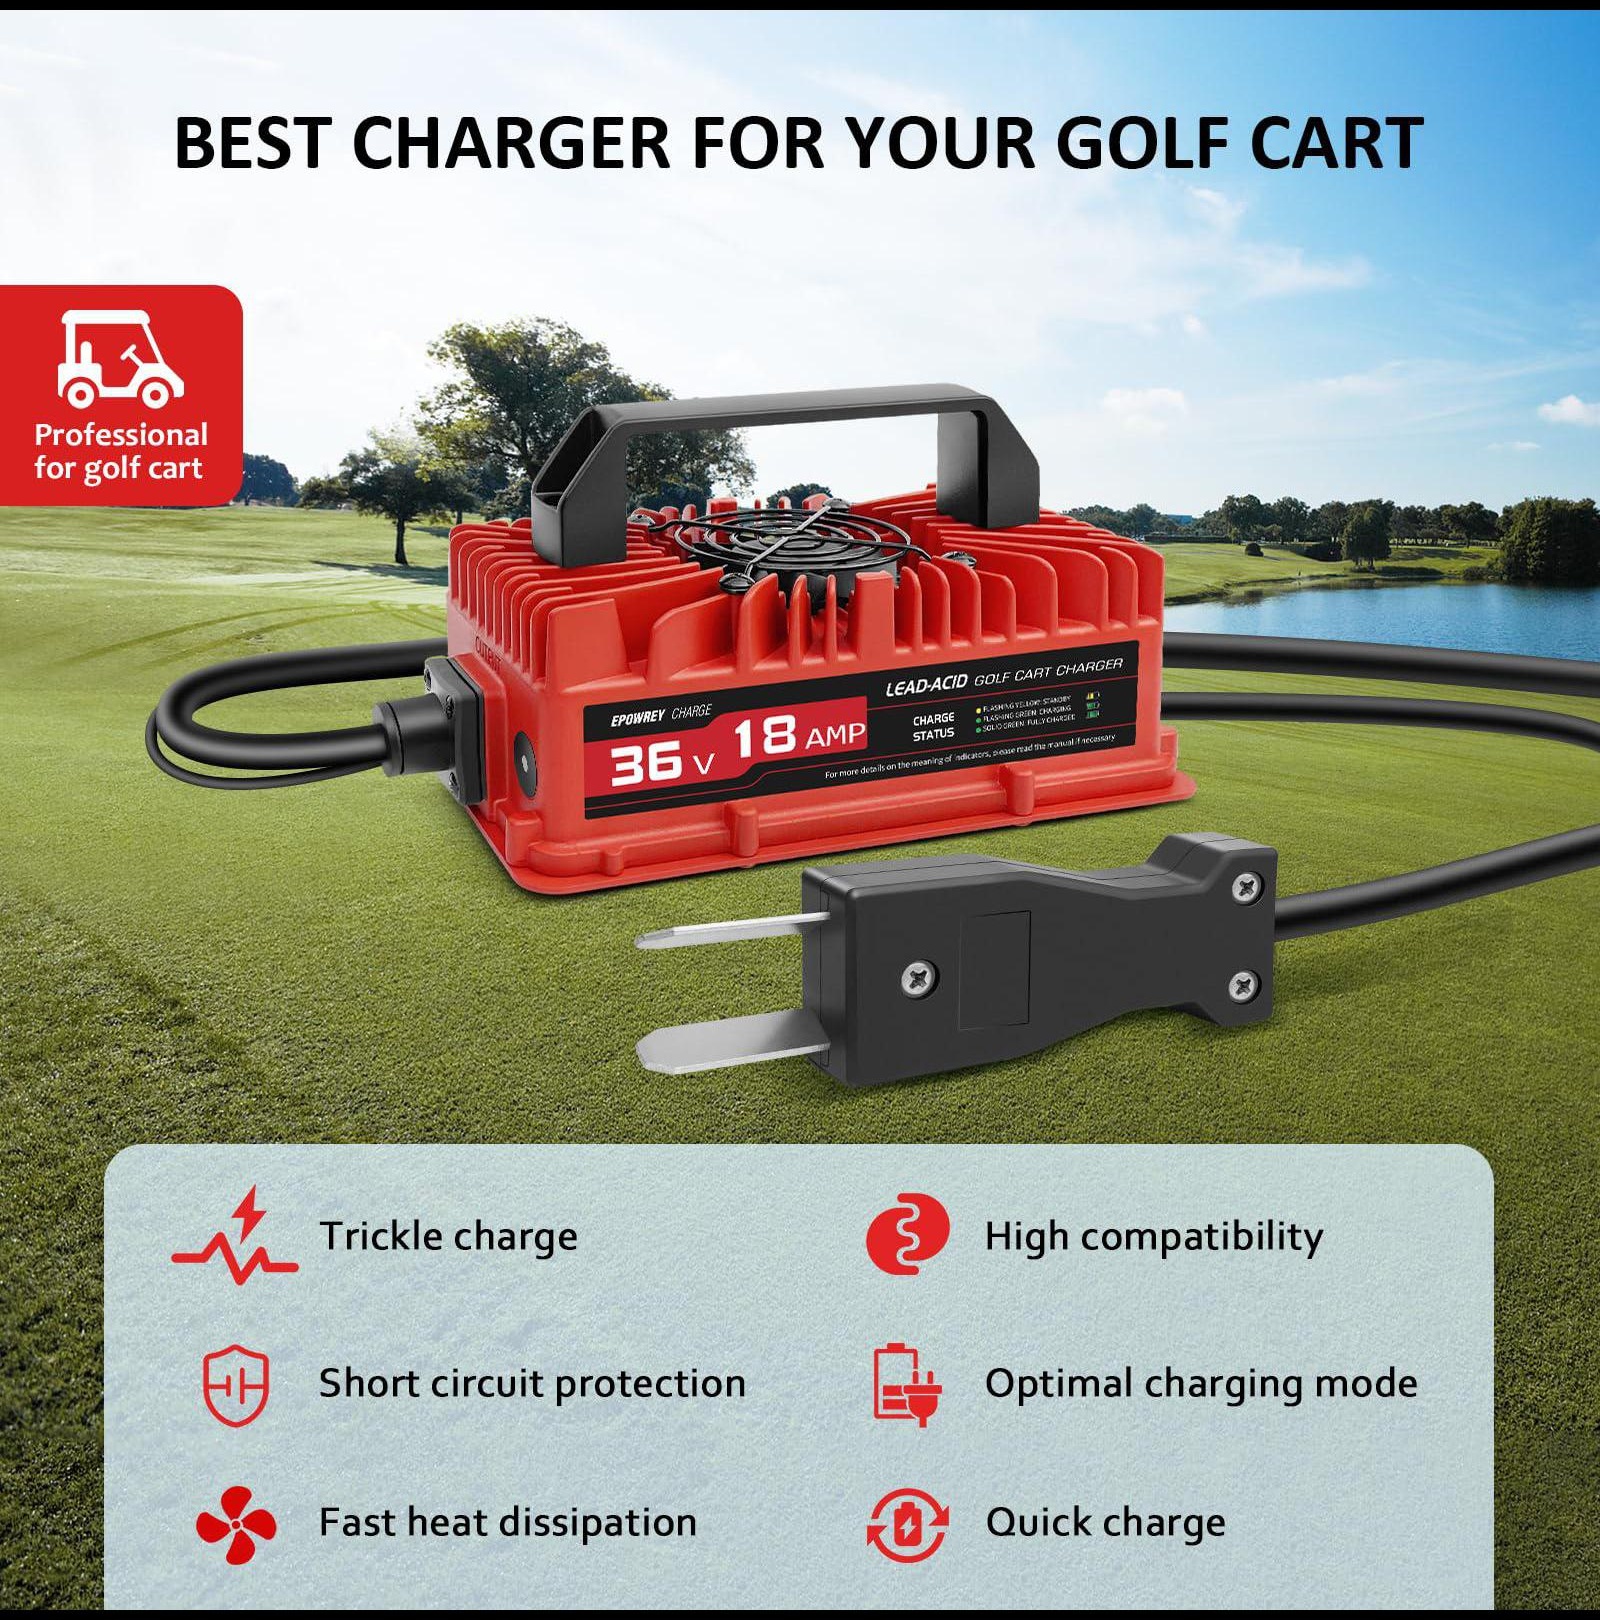 BEST CHARGER FOR YOUR GOLF CART
Professional
for golf cart
OUTPUT
EPOWREY CHARGE
36 V 18 AMP
LEAD-ACID GOLF CART CHARGER
CHARGE
STATUS
FLASHING YELLOW: STANDBY
FLASHING GREEN: CHARGING
SOLID GREEN: FULLY CHARGED
For more details on the meaning of indicators, please read the manual if necessary
Trickle charge
High compatibility
Short circuit protection
Optimal charging mode
Fast heat dissipation
Quick charge